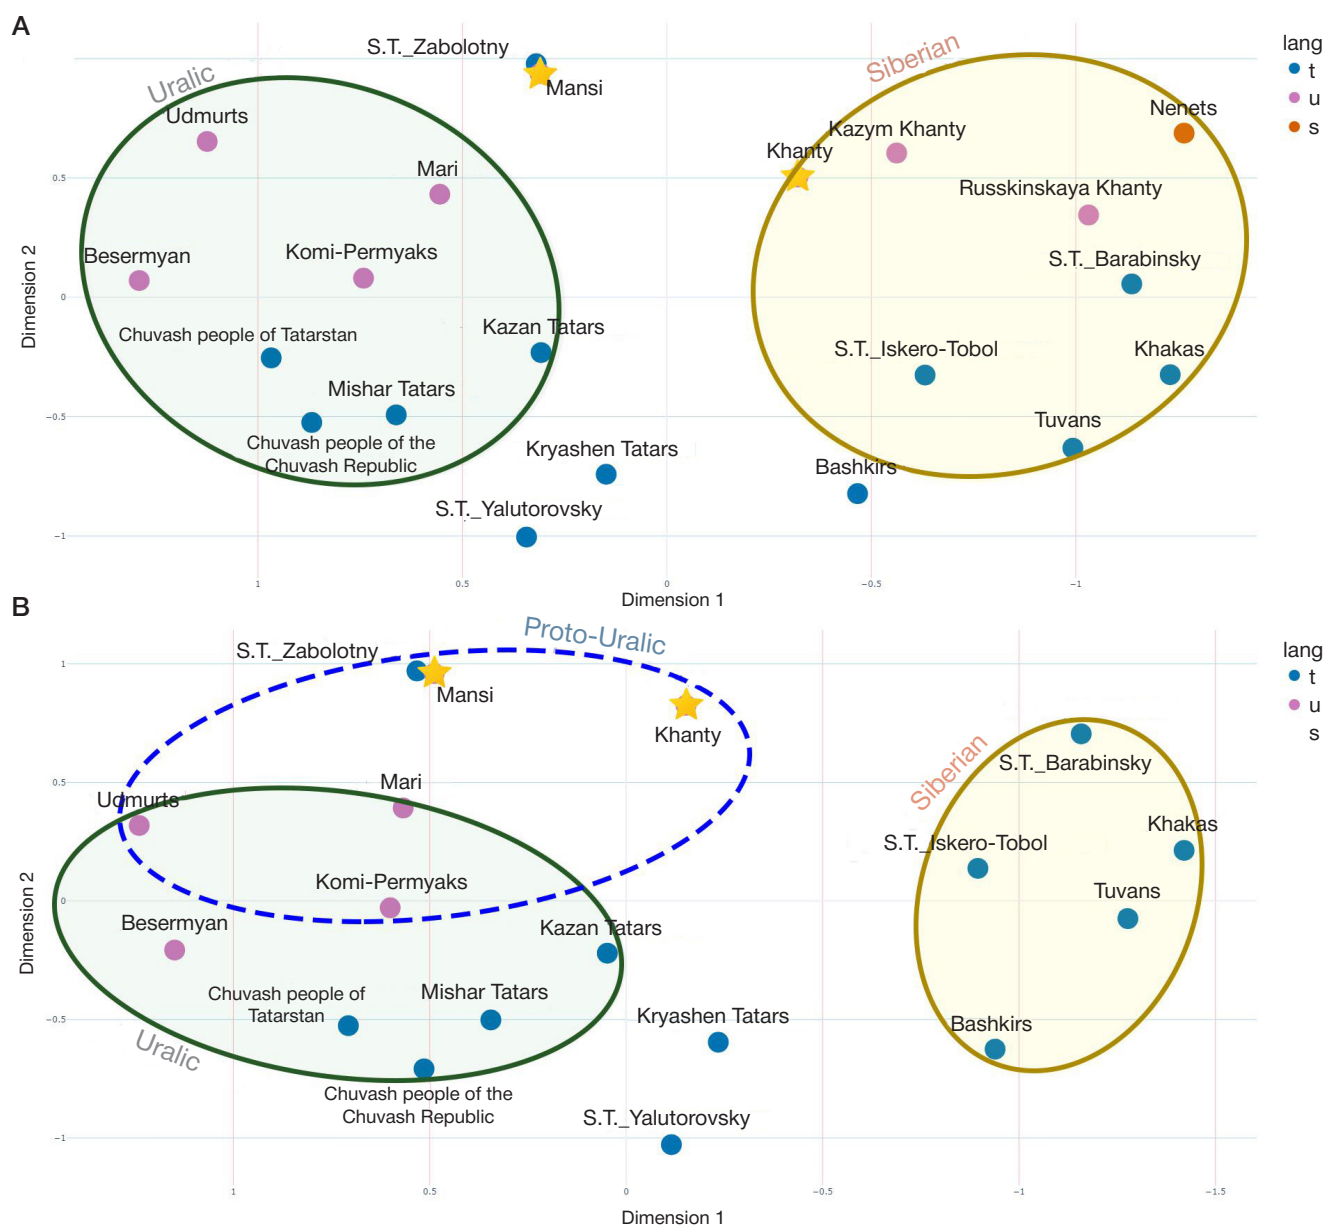 A
S.T._Zabolotny
Mansi
Uralic
Siberian
lang
t
u
s
Udmurts
Nenets
Kazym Khanty
Khanty
Mari
0.5
Russkinskaya Khanty
Besermyan
Komi-Permyaks
S.T._Barabinsky
Dimension 2
0
Chuvash people of Tatarstan
Kazan Tatars
S.T._Iskero-Tobol
Khakas
Mishar Tatars
−0.5
Chuvash people of the
Chuvash Republic
Tuvans
Kryashen Tatars
Bashkirs
S.T._Yalutorovsky
−1
1
0.5
0
−0.5
−1
Dimension 1
B
Proto-Uralic
S.T._Zabolotny
lang
t
u
s
1
Mansi
Khanty
Siberian
S.T._Barabinsky
0.5
Mari
Udmurts
Khakas
S.T._Iskero-Tobol
Komi-Permyaks
Tuvans
Dimension 2
0
Besermyan
Kazan Tatars
Chuvash people of
Tatarstan
Mishar Tatars
−0.5
Kryashen Tatars
Bashkirs
Uralic
Chuvash people of the
Chuvash Republic
S.T._Yalutorovsky
−1
1
0.5
0
−0.5
−1
−1.5
Dimension 1